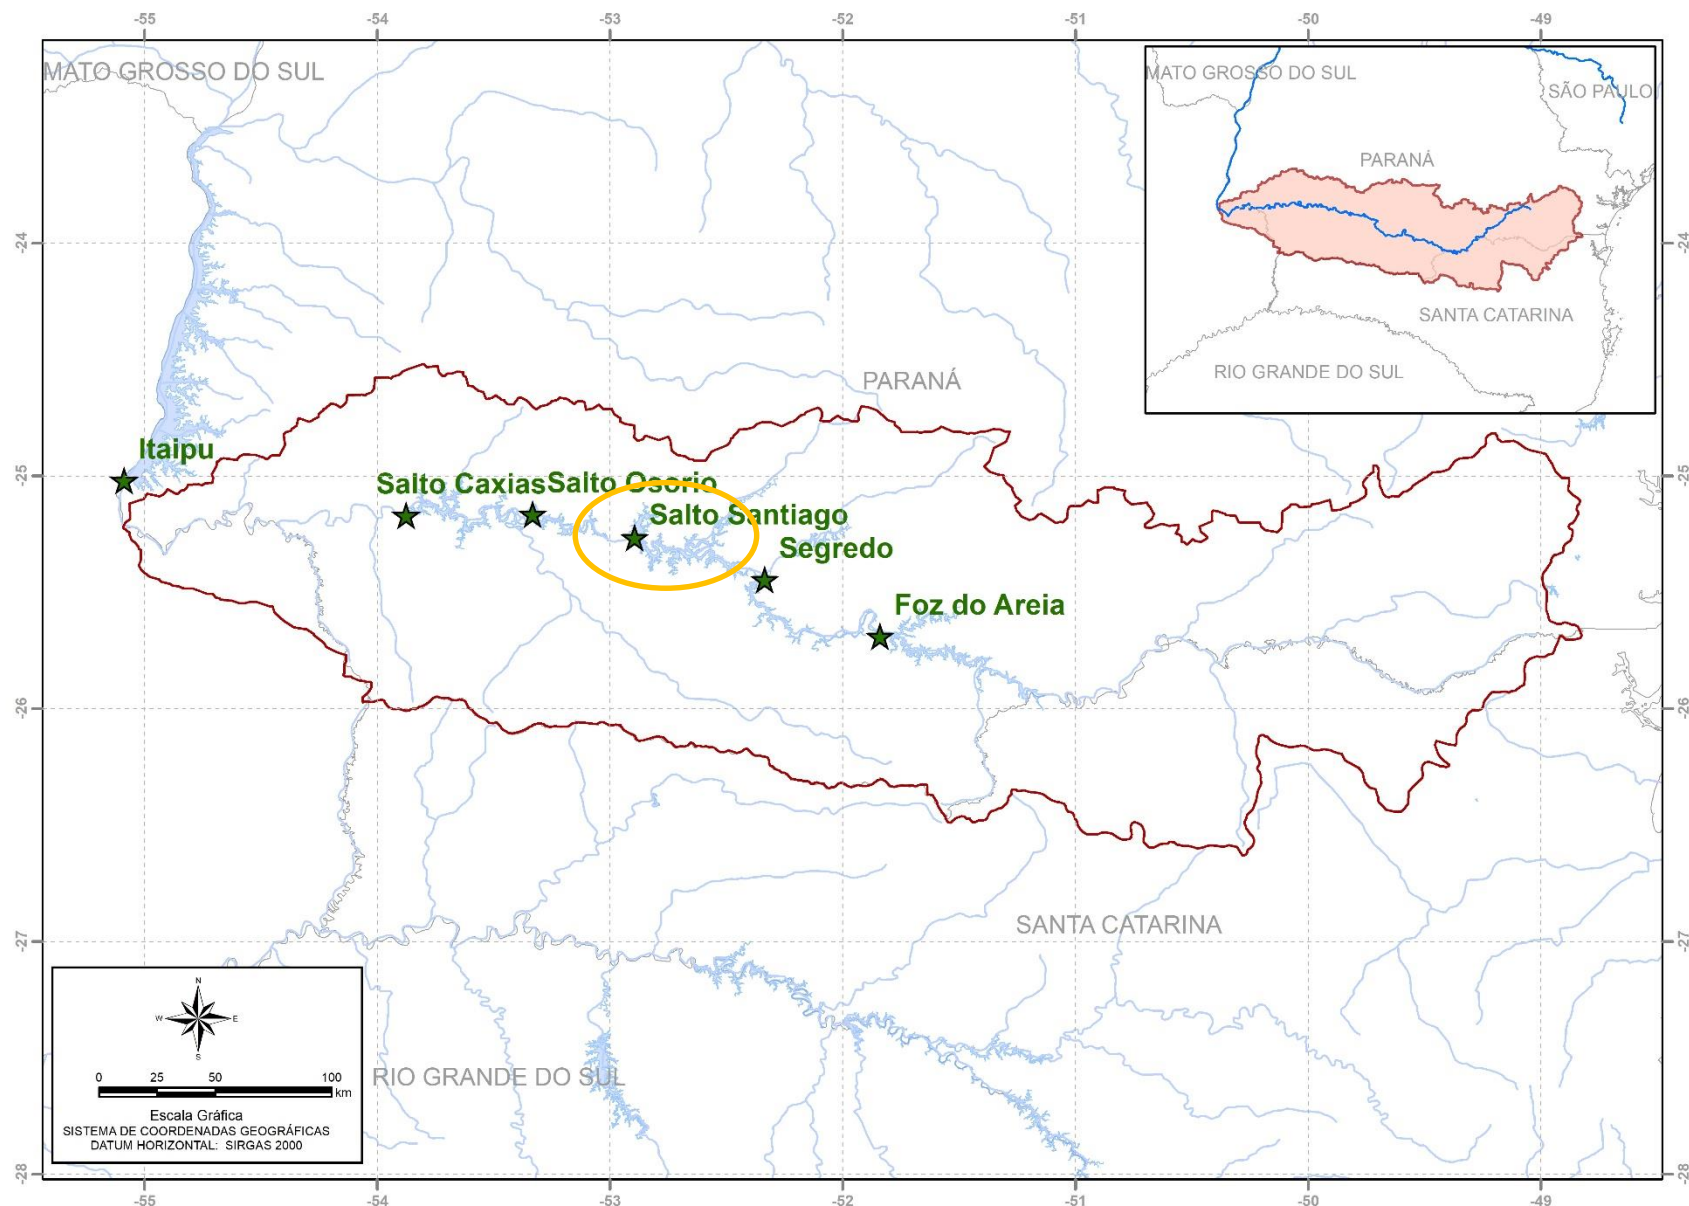 -55 -54 -53 -52 -51 -50 -49
MATO GROSSO DO SUL
MATO GROSSO DO SUL
SÃO PAULO
PARANÁ
SANTA CATARINA
RIO GRANDE DO SUL
-24 -24
PARANÁ
Itaipu
-25 -25
Salto Caxias Salto Osorio
Salto Santiago
Segredo
Foz do Areia
-26 -26
SANTA CATARINA
-27 -27
N
W E
S
0 25 50 100
km
Escala Gráfica
SISTEMA DE COORDENADAS GEOGRÁFICAS
DATUM HORIZONTAL: SIRGAS 2000
RIO GRANDE DO SUL
-28 -28
-55 -54 -53 -52 -51 -50 -49